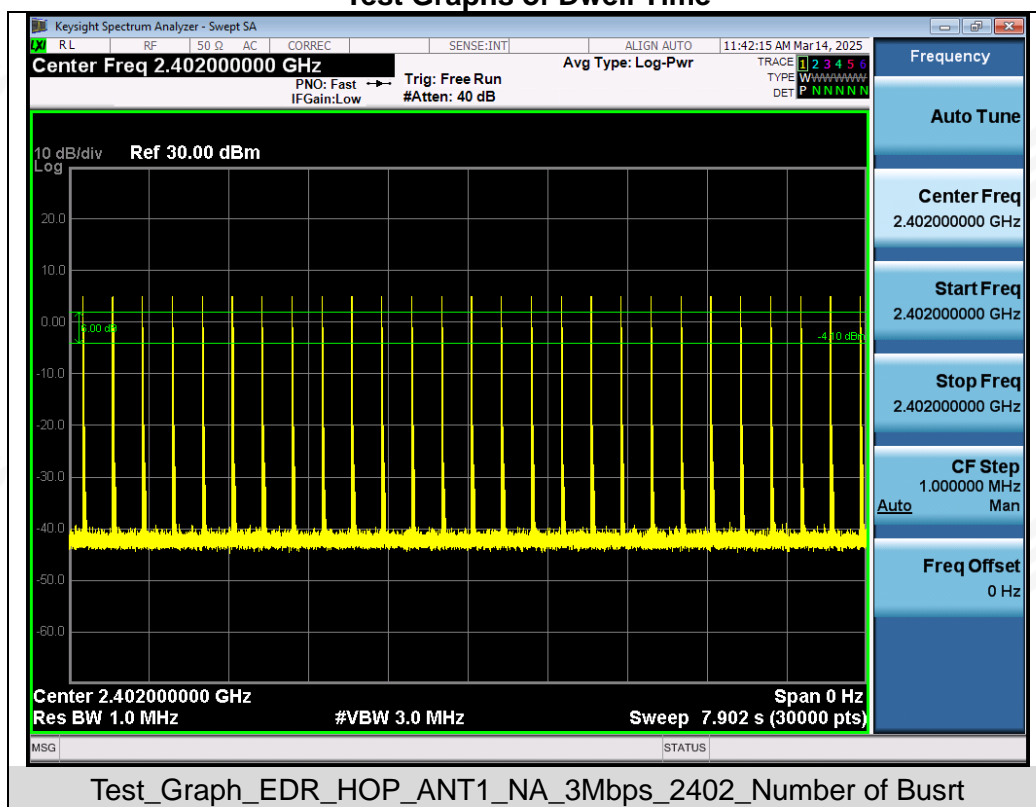 Test Graphs of Dwell Time
Keysight Spectrum Analyzer - Swept SA
LXI RL RF 50 Ω AC CORREC SENSE:INT ALIGN AUTO 11:42:15 AM Mar 14, 2025
Center Freq 2.402000000 GHz
PNO: Fast
IFGain:Low
Trig: Free Run
#Atten: 40 dB
Avg Type: Log-Pwr
TRACE 1 2 3 4 5 6
TYPE W W W W W W
DET P N N N N N
10 dB/div Ref 30.00 dBm
Log
20.0
10.0
0.00
-10.0
-20.0
-30.0
-40.0
-50.0
-60.0
6.00 dB
-4.10 dBm
Center 2.402000000 GHz Span 0 Hz
Res BW 1.0 MHz #VBW 3.0 MHz Sweep 7.902 s (30000 pts)
MSG STATUS
Frequency
Auto Tune
Center Freq
2.402000000 GHz
Start Freq
2.402000000 GHz
Stop Freq
2.402000000 GHz
CF Step
1.000000 MHz
Auto Man
Freq Offset
0 Hz
Test_Graph_EDR_HOP_ANT1_NA_3Mbps_2402_Number of Busrt